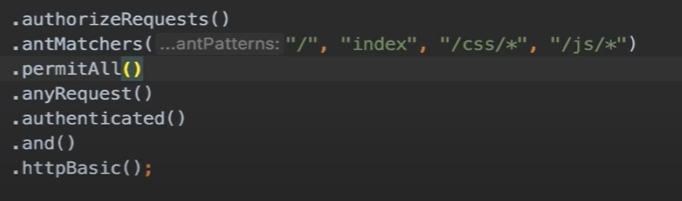 .authorizeRequests()
.antMatchers( ...antPatterns: "/", "index", "/css/*", "/js/*")
.permitAll()
.anyRequest()
.authenticated()
.and()
.httpBasic();